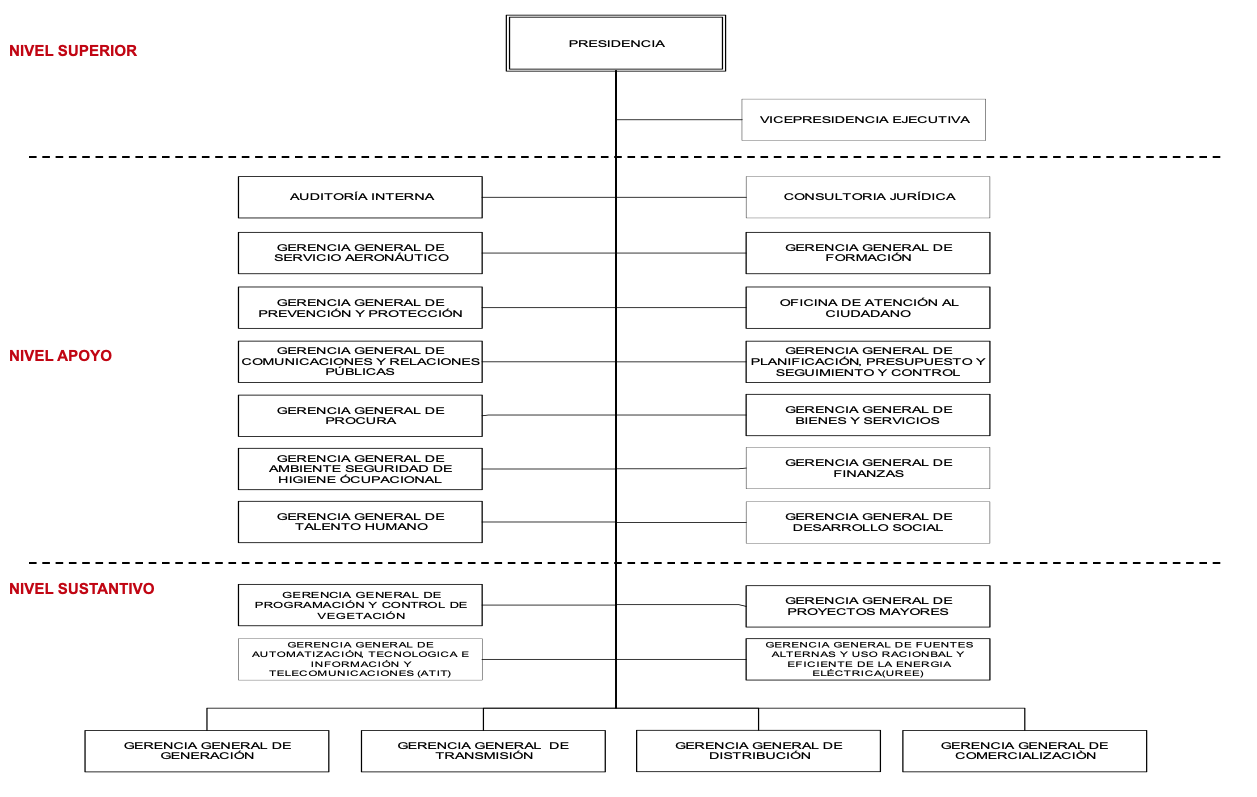 PRESIDENCIA
NIVEL SUPERIOR
VICEPRESIDENCIA EJECUTIVA
AUDITORÍA INTERNA
CONSULTORIA JURÍDICA
GERENCIA GENERAL DE
SERVICIO AERONÁUTICO
GERENCIA GENERAL DE
FORMACIÓN
GERENCIA GENERAL DE
PREVENCIÓN Y PROTECCIÓN
OFICINA DE ATENCIÓN AL
CIUDADANO
NIVEL APOYO
GERENCIA GENERAL DE
COMUNICACIONES Y RELACIONES
PÚBLICAS
GERENCIA GENERAL DE
PLANIFICACIÓN, PRESUPUESTO Y
SEGUIMIENTO Y CONTROL
GERENCIA GENERAL DE
PROCURA
GERENCIA GENERAL DE
BIENES Y SERVICIOS
GERENCIA GENERAL DE
AMBIENTE SEGURIDAD DE
HIGIENE ÓCUPACIONAL
GERENCIA GENERAL DE
FINANZAS
GERENCIA GENERAL DE
TALENTO HUMANO
GERENCIA GENERAL DE
DESARROLLO SOCIAL
NIVEL SUSTANTIVO
GERENCIA GENERAL DE
PROGRAMACIÓN Y CONTROL DE
VEGETACIÓN
GERENCIA GENERAL DE
PROYECTOS MAYORES
GERENCIA GENERAL DE
AUTOMATIZACIÓN, TECNOLOGICA E
INFORMACIÓN Y
TELECOMUNICACIONES (ATIT)
GERENCIA GENERAL DE FUENTES
ALTERNAS Y USO RACIONBAL Y
EFICIENTE DE LA ENERGIA
ELÉCTRICA(UREE)
GERENCIA GENERAL DE
GENERACIÓN
GERENCIA GENERAL DE
TRANSMISIÓN
GERENCIA GENERAL DE
DISTRIBUCIÓN
GERENCIA GENERAL DE
COMERCIALIZACIÓN